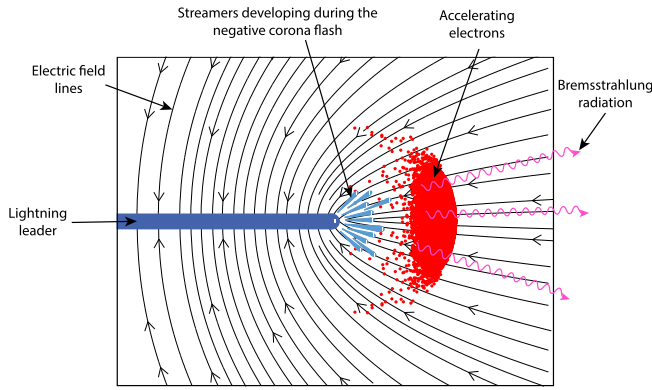 Streamers developing during the
negative corona flash
Accelerating
electrons
Electric field
lines
Bremsstrahlung
radiation
Lightning
leader